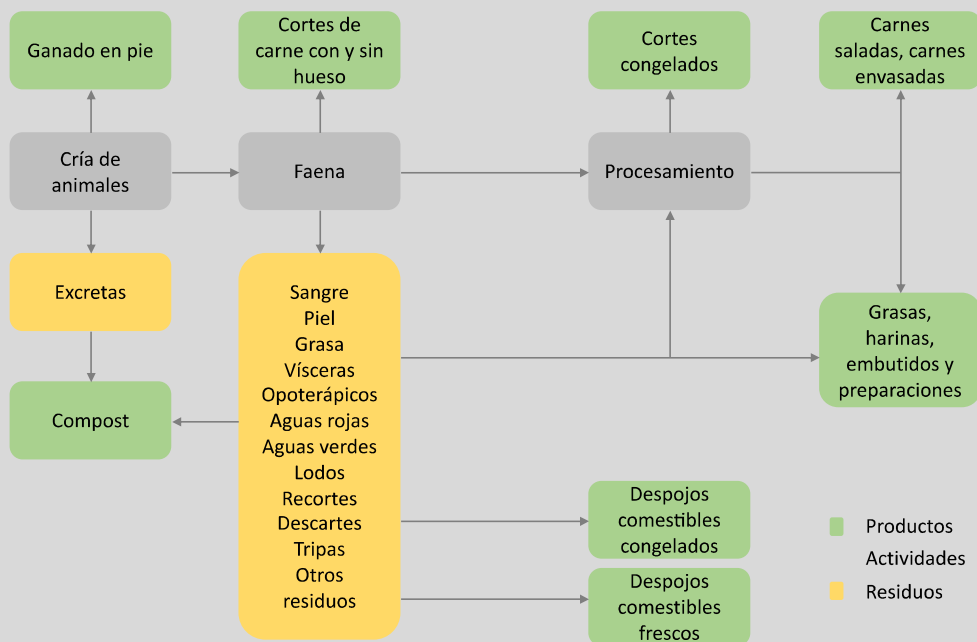 Ganado en pie
Cortes de
carne con y sin
hueso
Cortes
congelados
Carnes
saladas, carnes
envasadas
Cría de
animales
Faena
Procesamiento
Excretas
Sangre
Piel
Grasa
Vísceras
Opoterápicos
Aguas rojas
Aguas verdes
Lodos
Recortes
Descartes
Tripas
Otros
residuos
Grasas,
harinas,
embutidos y
preparaciones
Compost
Despojos
comestibles
congelados
Despojos
comestibles
frescos
Productos
Actividades
Residuos